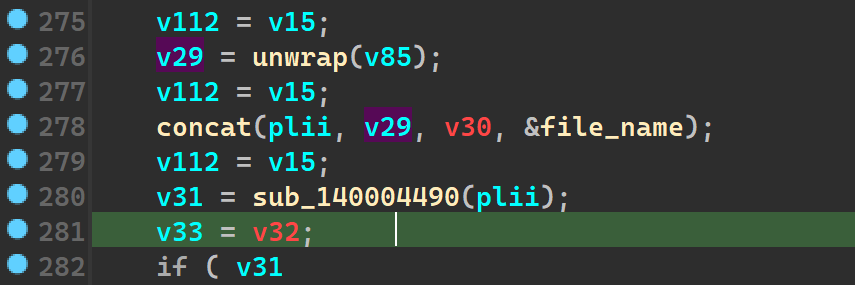 275 v112 = v15;
276 v29 = unwrap(v85);
277 v112 = v15;
278 concat(plii, v29, v30, &file_name);
279 v112 = v15;
280 v31 = sub_140004490(plii);
281 v33 = v32;
282 if ( v31